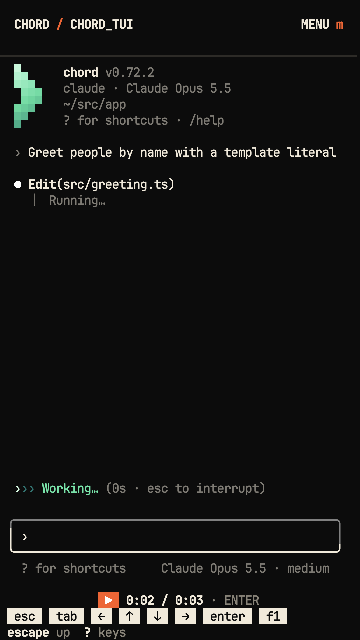 CHORD / CHORD_TUI MENU m
chord v0.72.2
claude · Claude Opus 5.5
~/src/app
? for shortcuts · /help
› Greet people by name with a template literal
● Edit(src/greeting.ts)
│ Running…
››› Working… (0s · esc to interrupt)
›
? for shortcuts Claude Opus 5.5 · medium
▶ 0:02 / 0:03 · ENTER
esc tab ← ↑ ↓ → enter f1
escape up ? keys